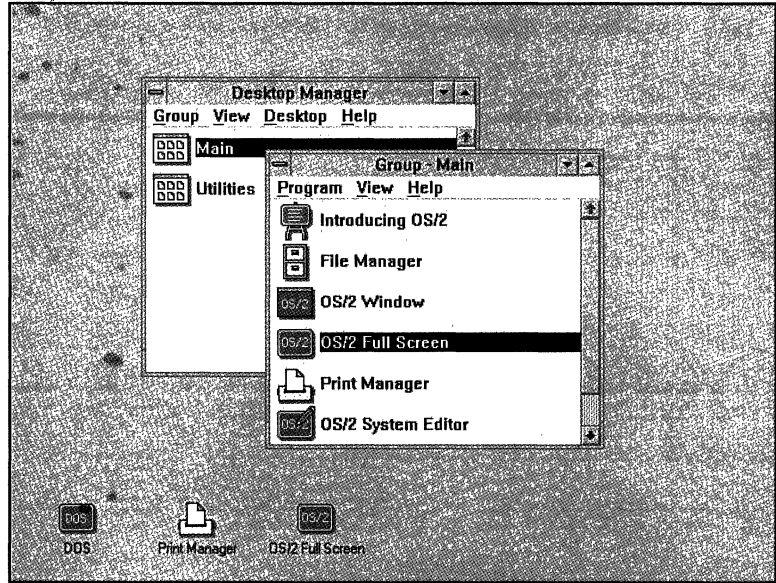 Desktop Manager
Group View Desktop Help
Main
Utilities
Group - Main
Program View Help
Introducing OS/2
File Manager
OS/2 OS/2 Window
OS/2 OS/2 Full Screen
Print Manager
OS/2 OS/2 System Editor
DOS OS/2
DOS Print Manager OS/2 Full Screen